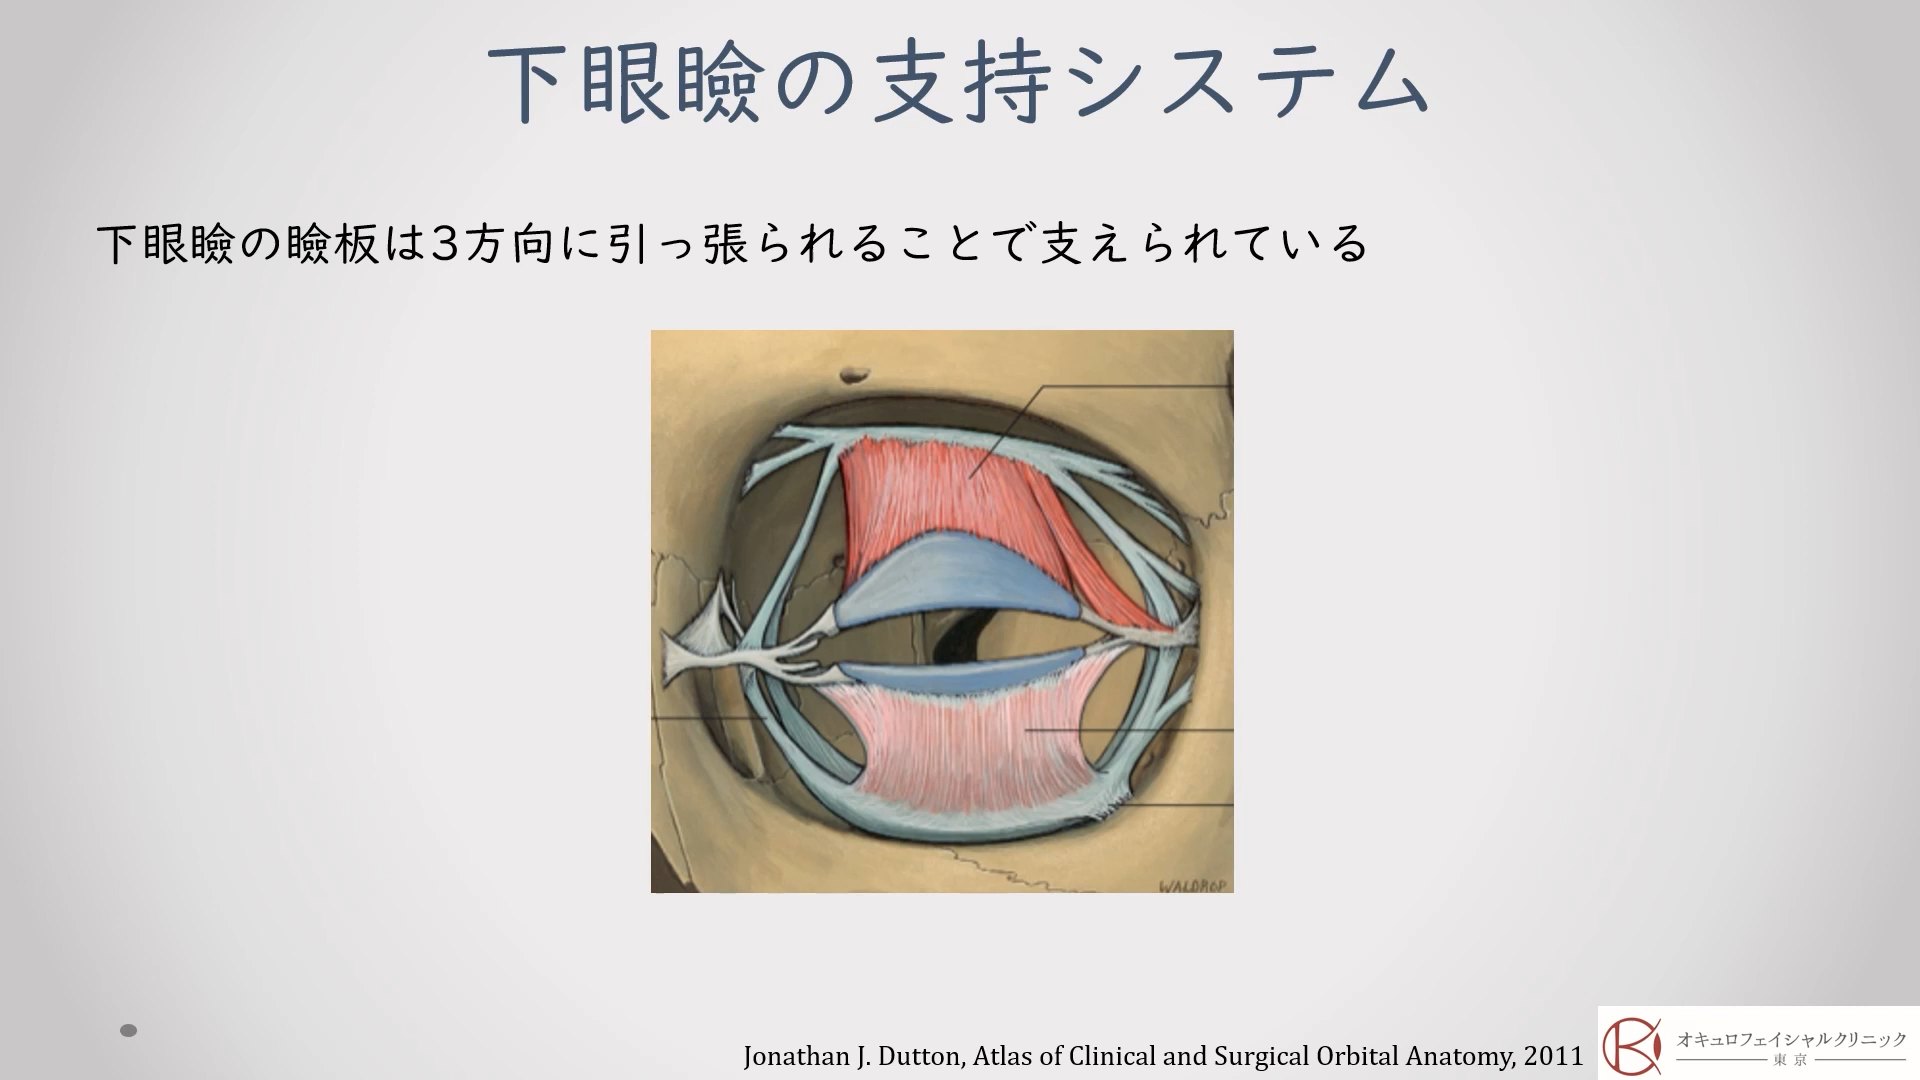 下眼瞼の支持システム
下眼瞼の瞼板は3方向に引っ張られることで支えられている
WALDROP
Jonathan J. Dutton, Atlas of Clinical and Surgical Orbital Anatomy, 2011
オキュロフェイシャルクリニック
東京